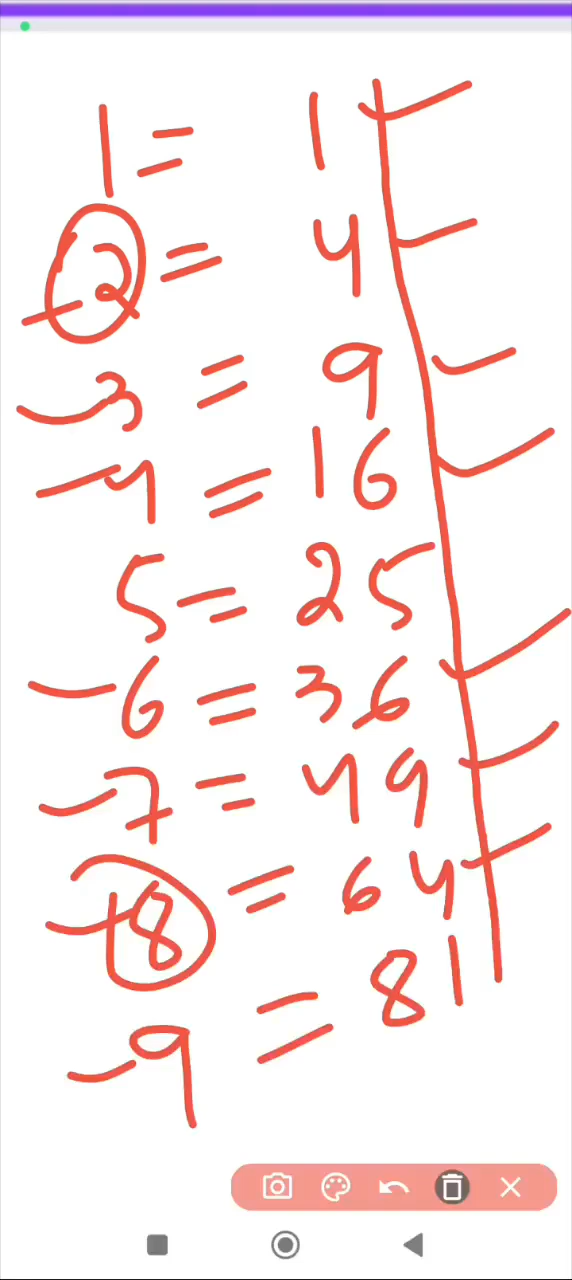 1 = 1
2 = 4
3 = 9
4 = 16
5 = 25
6 = 36
7 = 49
8 = 64
9 = 81